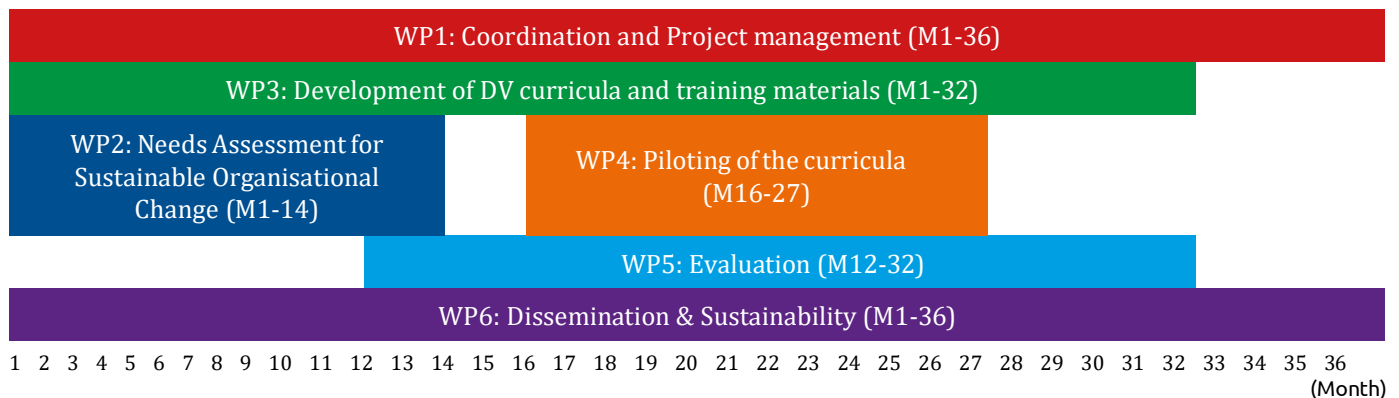 WP1: Coordination and Project management (M1-36)
WP3: Development of DV curricula and training materials (M1-32)
WP2: Needs Assessment for
Sustainable Organisational
Change (M1-14)
WP4: Piloting of the curricula
(M16-27)
WP5: Evaluation (M12-32)
WP6: Dissemination & Sustainability (M1-36)
1 2 3 4 5 6 7 8 9 10 11 12 13 14 15 16 17 18 19 20 21 22 23 24 25 26 27 28 29 30 31 32 33 34 35 36
(Month)